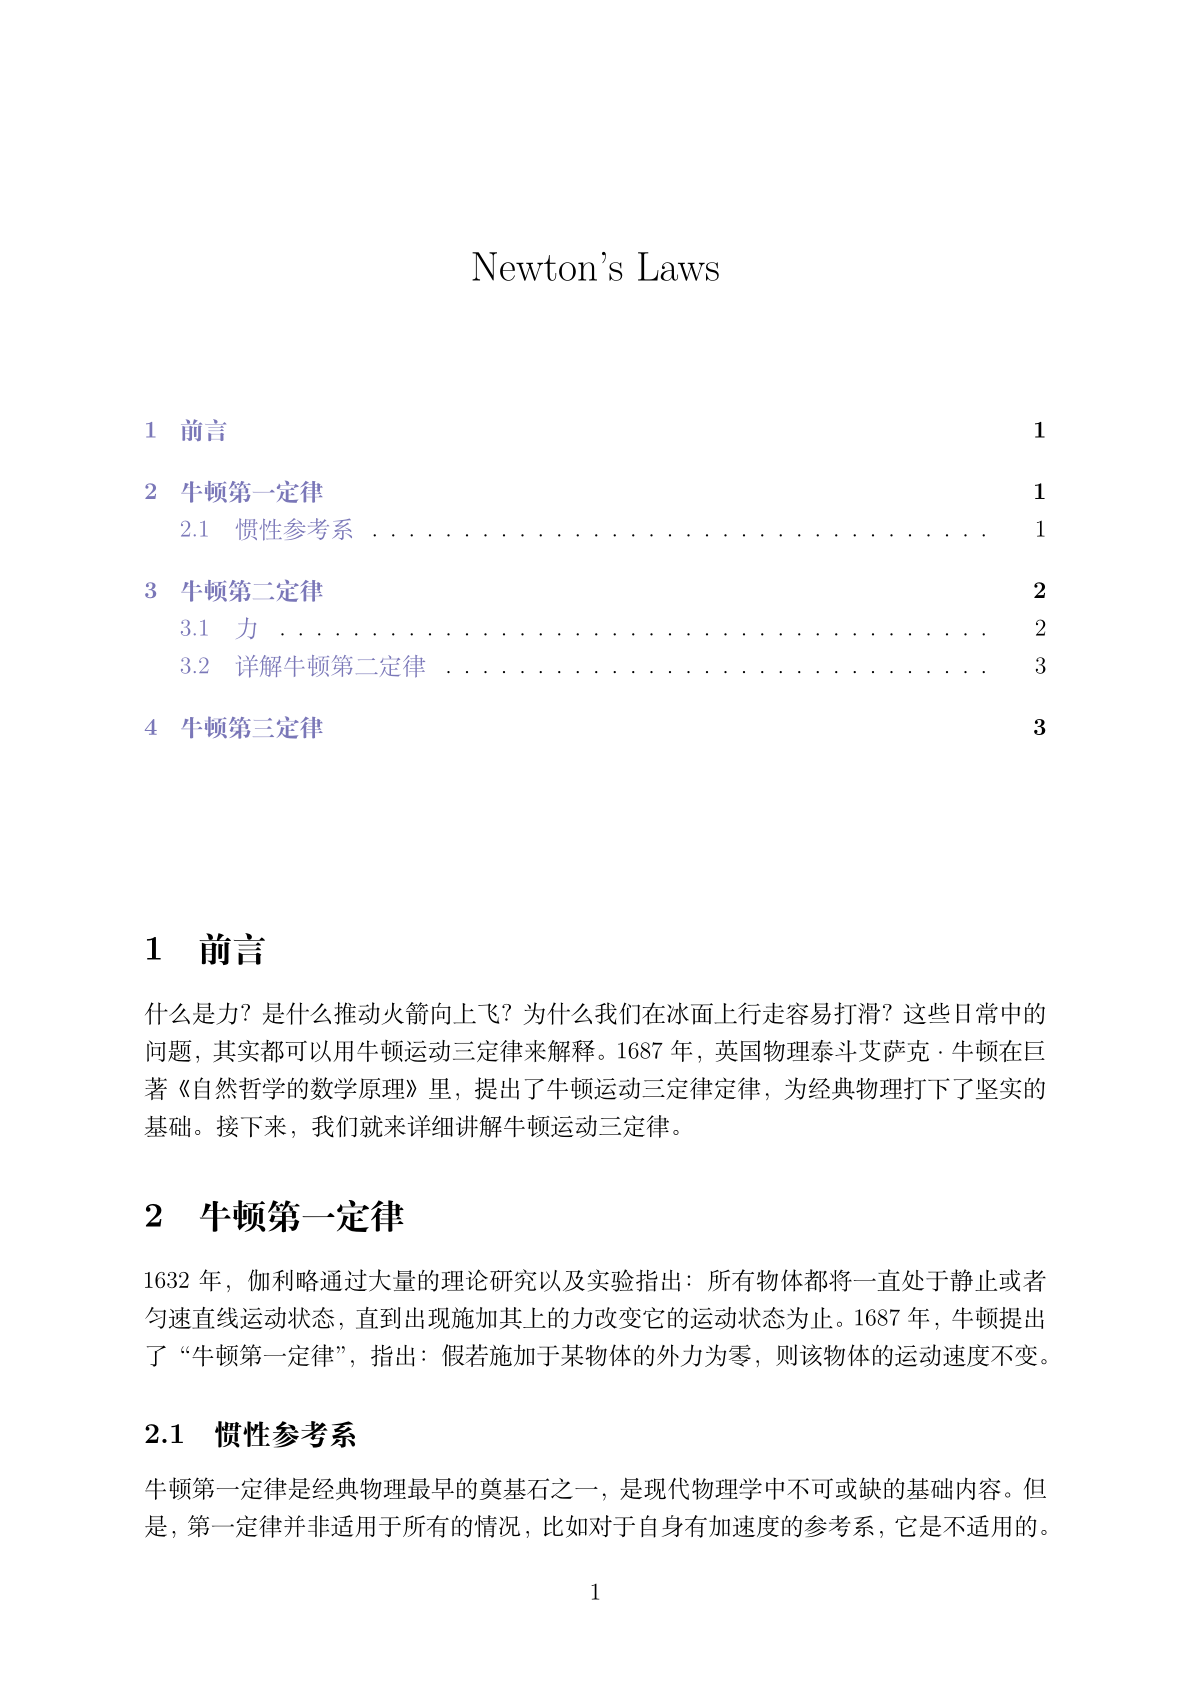 Newton's Laws
1 前言 1
2 牛顿第一定律 1
2.1 惯性参考系 . . . . . . . . . . . . . . . . . . . . . . . . . . . . . . . . . . 1
3 牛顿第二定律 2
3.1 力 . . . . . . . . . . . . . . . . . . . . . . . . . . . . . . . . . . . . . . . 2
3.2 详解牛顿第二定律 . . . . . . . . . . . . . . . . . . . . . . . . . . . . . . 3
4 牛顿第三定律 3
1 前言
什么是力？是什么推动火箭向上飞？为什么我们在冰面上行走容易打滑？这些日常中的
问题，其实都可以用牛顿运动三定律来解释。1687 年，英国物理泰斗艾萨克 · 牛顿在巨
著《自然哲学的数学原理》里，提出了牛顿运动三定律定律，为经典物理打下了坚实的
基础。接下来，我们就来详细讲解牛顿运动三定律。
2 牛顿第一定律
1632 年，伽利略通过大量的理论研究以及实验指出：所有物体都将一直处于静止或者
匀速直线运动状态，直到出现施加其上的力改变它的运动状态为止。1687 年，牛顿提出
了 “牛顿第一定律”，指出：假若施加于某物体的外力为零，则该物体的运动速度不变。
2.1 惯性参考系
牛顿第一定律是经典物理最早的奠基石之一，是现代物理学中不可或缺的基础内容。但
是，第一定律并非适用于所有的情况，比如对于自身有加速度的参考系，它是不适用的。
1